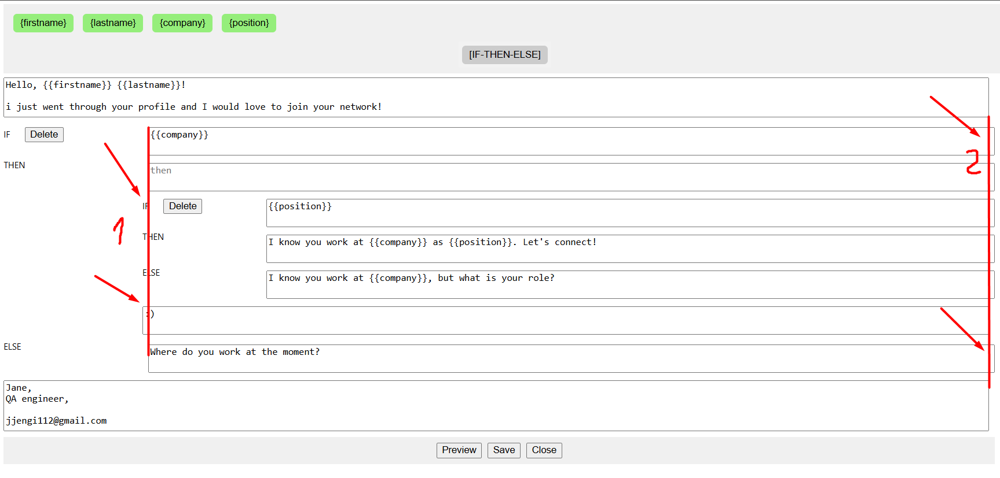 {firstname} {lastname} {company} {position}
[IF-THEN-ELSE]
Hello, {{firstname}} {{lastname}}!
i just went through your profile and I would love to join your network!
IF Delete {{company}}
2
THEN then
IF Delete {{position}}
1
THEN I know you work at {{company}} as {{position}}. Let's connect!
ELSE I know you work at {{company}}, but what is your role?
:)
ELSE Where do you work at the moment?
Jane,
QA engineer,
jjengi112@gmail.com
Preview Save Close